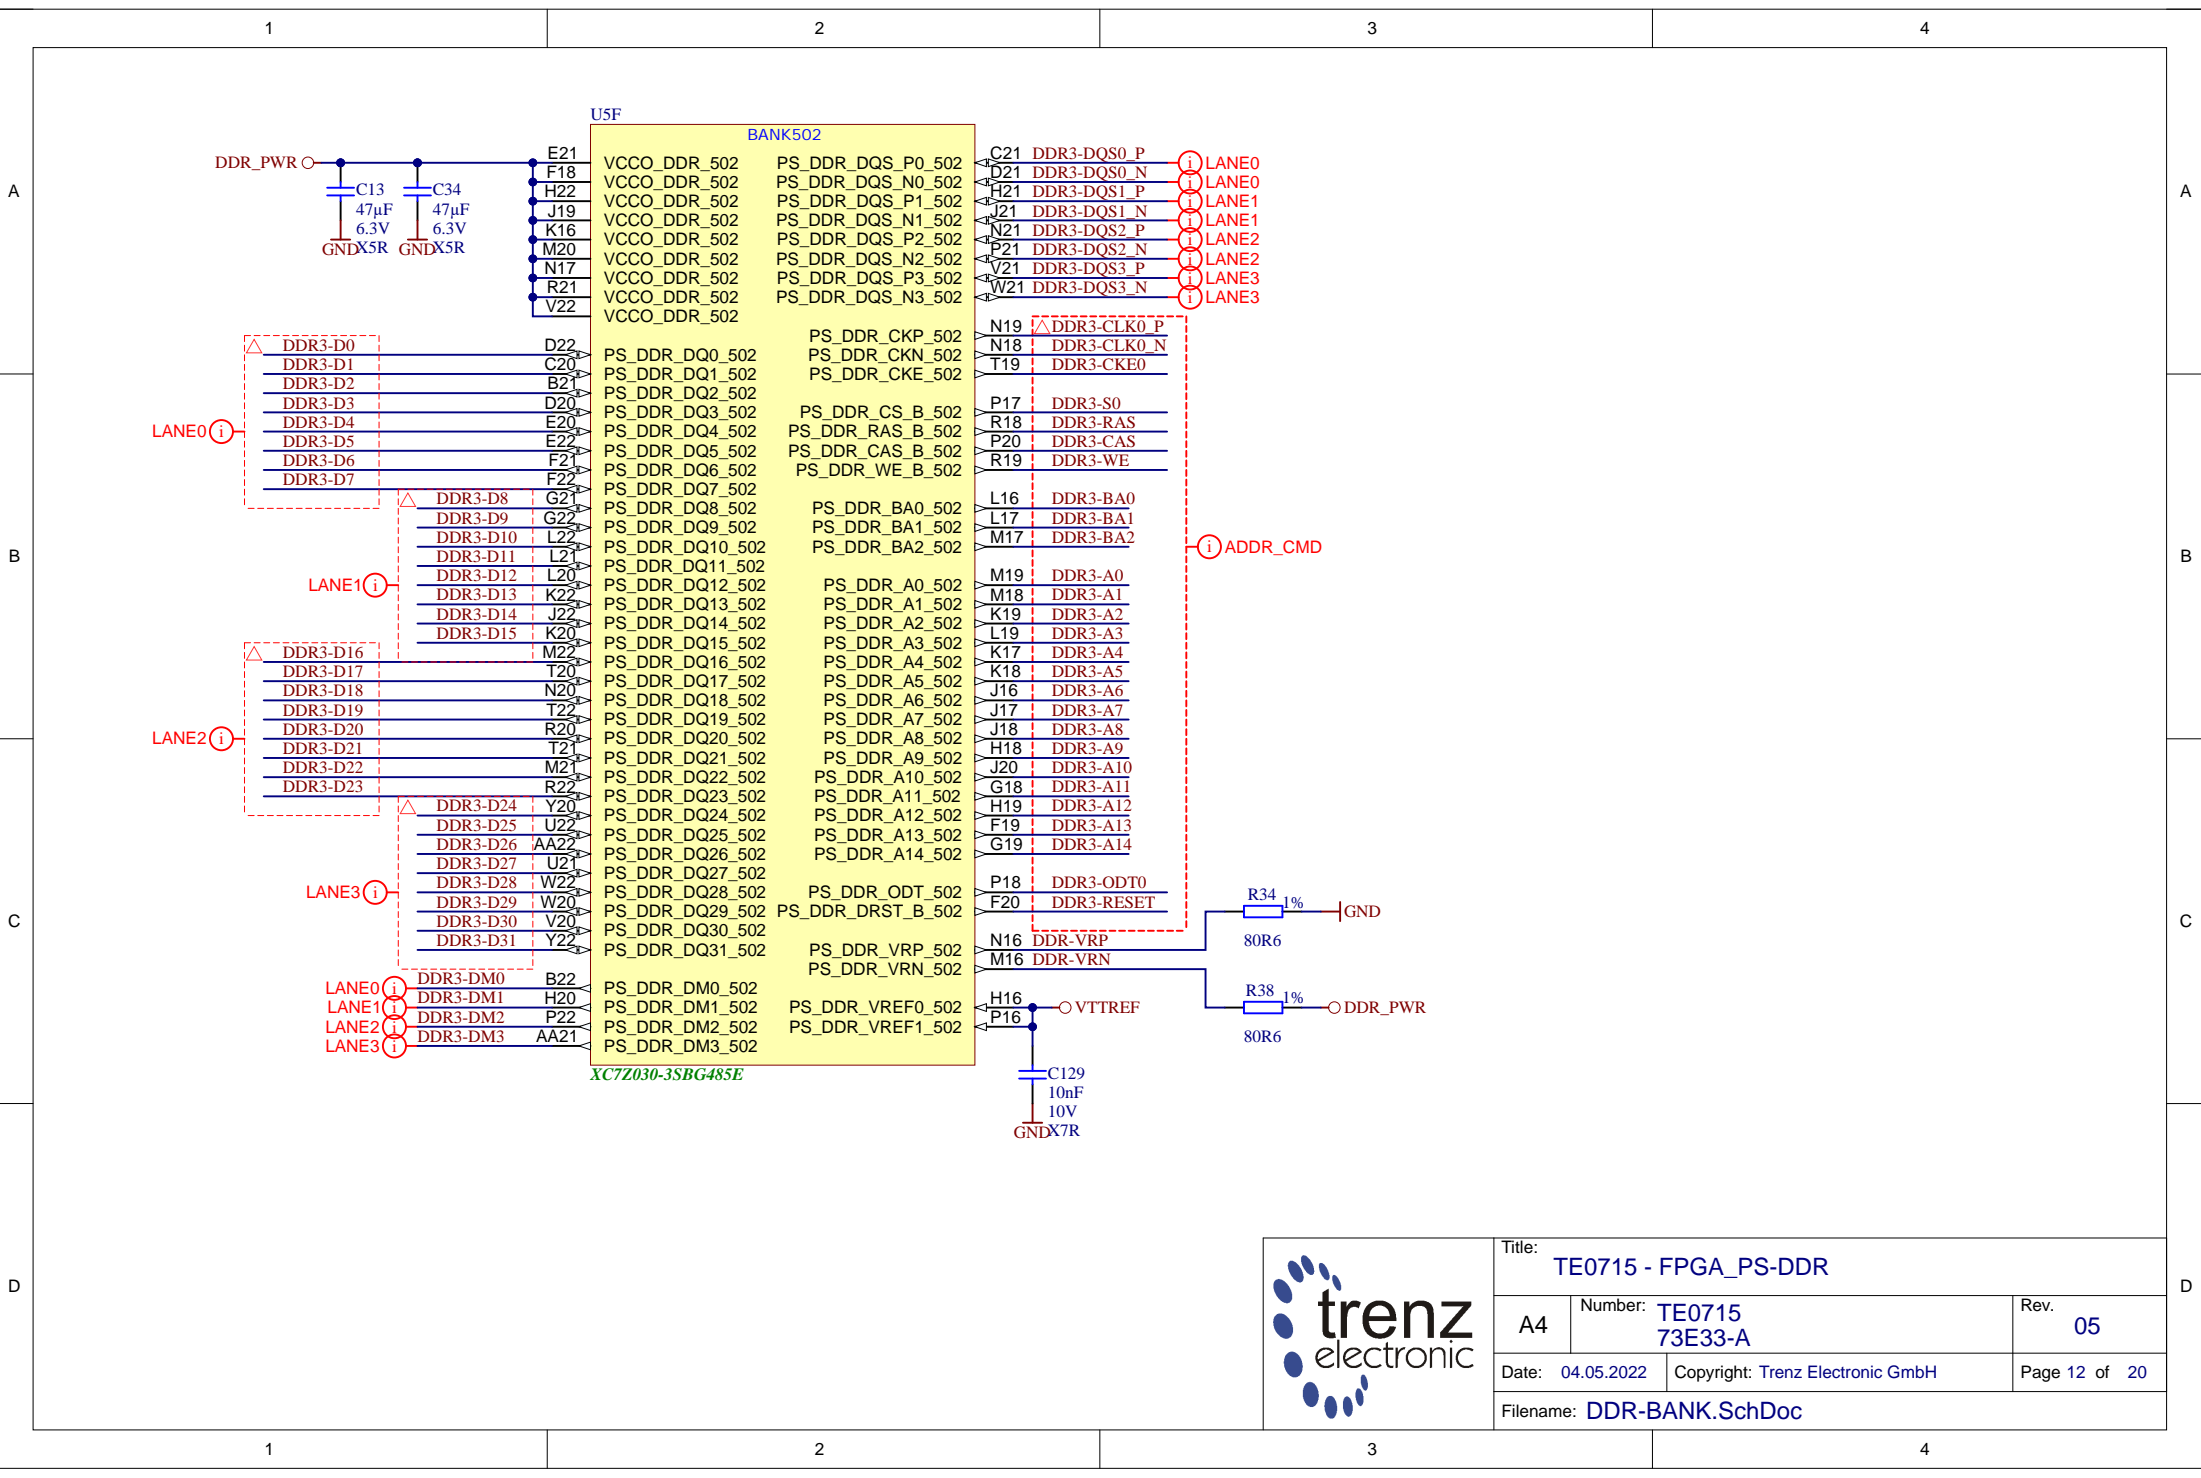 1 2 3 4
A A
B B
C C
D D
U5F
BANK502
DDR_PWR
C13
47µF
6.3V
X5R
GND
C34
47µF
6.3V
X5R
GND
E21 VCCO_DDR_502
F18 VCCO_DDR_502
H22 VCCO_DDR_502
J19 VCCO_DDR_502
K16 VCCO_DDR_502
M20 VCCO_DDR_502
N17 VCCO_DDR_502
R21 VCCO_DDR_502
V22 VCCO_DDR_502
LANE0 i
DDR3-D0 D22 PS_DDR_DQ0_502
DDR3-D1 C20 PS_DDR_DQ1_502
DDR3-D2 B21 PS_DDR_DQ2_502
DDR3-D3 D20 PS_DDR_DQ3_502
DDR3-D4 E20 PS_DDR_DQ4_502
DDR3-D5 E22 PS_DDR_DQ5_502
DDR3-D6 F21 PS_DDR_DQ6_502
DDR3-D7 F22 PS_DDR_DQ7_502
LANE1 i
DDR3-D8 G21 PS_DDR_DQ8_502
DDR3-D9 G22 PS_DDR_DQ9_502
DDR3-D10 L22 PS_DDR_DQ10_502
DDR3-D11 L21 PS_DDR_DQ11_502
DDR3-D12 L20 PS_DDR_DQ12_502
DDR3-D13 K22 PS_DDR_DQ13_502
DDR3-D14 J22 PS_DDR_DQ14_502
DDR3-D15 K20 PS_DDR_DQ15_502
LANE2 i
DDR3-D16 M22 PS_DDR_DQ16_502
DDR3-D17 T20 PS_DDR_DQ17_502
DDR3-D18 N20 PS_DDR_DQ18_502
DDR3-D19 T22 PS_DDR_DQ19_502
DDR3-D20 R20 PS_DDR_DQ20_502
DDR3-D21 T21 PS_DDR_DQ21_502
DDR3-D22 M21 PS_DDR_DQ22_502
DDR3-D23 R22 PS_DDR_DQ23_502
LANE3 i
DDR3-D24 Y20 PS_DDR_DQ24_502
DDR3-D25 U22 PS_DDR_DQ25_502
DDR3-D26 AA22 PS_DDR_DQ26_502
DDR3-D27 U21 PS_DDR_DQ27_502
DDR3-D28 W22 PS_DDR_DQ28_502
DDR3-D29 W20 PS_DDR_DQ29_502
DDR3-D30 V20 PS_DDR_DQ30_502
DDR3-D31 Y22 PS_DDR_DQ31_502
LANE0 i DDR3-DM0 B22 PS_DDR_DM0_502
LANE1 i DDR3-DM1 H20 PS_DDR_DM1_502
LANE2 i DDR3-DM2 P22 PS_DDR_DM2_502
LANE3 i DDR3-DM3 AA21 PS_DDR_DM3_502
XC7Z030-3SBG485E
PS_DDR_DQS_P0_502 C21 DDR3-DQS0_P i LANE0
PS_DDR_DQS_N0_502 D21 DDR3-DQS0_N i LANE0
PS_DDR_DQS_P1_502 H21 DDR3-DQS1_P i LANE1
PS_DDR_DQS_N1_502 J21 DDR3-DQS1_N i LANE1
PS_DDR_DQS_P2_502 N21 DDR3-DQS2_P i LANE2
PS_DDR_DQS_N2_502 P21 DDR3-DQS2_N i LANE2
PS_DDR_DQS_P3_502 V21 DDR3-DQS3_P i LANE3
PS_DDR_DQS_N3_502 W21 DDR3-DQS3_N i LANE3
PS_DDR_CKP_502 N19 DDR3-CLK0_P
PS_DDR_CKN_502 N18 DDR3-CLK0_N
PS_DDR_CKE_502 T19 DDR3-CKE0
PS_DDR_CS_B_502 P17 DDR3-S0
PS_DDR_RAS_B_502 R18 DDR3-RAS
PS_DDR_CAS_B_502 P20 DDR3-CAS
PS_DDR_WE_B_502 R19 DDR3-WE
PS_DDR_BA0_502 L16 DDR3-BA0
PS_DDR_BA1_502 L17 DDR3-BA1
PS_DDR_BA2_502 M17 DDR3-BA2
i ADDR_CMD
PS_DDR_A0_502 M19 DDR3-A0
PS_DDR_A1_502 M18 DDR3-A1
PS_DDR_A2_502 K19 DDR3-A2
PS_DDR_A3_502 L19 DDR3-A3
PS_DDR_A4_502 K17 DDR3-A4
PS_DDR_A5_502 K18 DDR3-A5
PS_DDR_A6_502 J16 DDR3-A6
PS_DDR_A7_502 J17 DDR3-A7
PS_DDR_A8_502 J18 DDR3-A8
PS_DDR_A9_502 H18 DDR3-A9
PS_DDR_A10_502 J20 DDR3-A10
PS_DDR_A11_502 G18 DDR3-A11
PS_DDR_A12_502 H19 DDR3-A12
PS_DDR_A13_502 F19 DDR3-A13
PS_DDR_A14_502 G19 DDR3-A14
PS_DDR_ODT_502 P18 DDR3-ODT0
PS_DDR_DRST_B_502 F20 DDR3-RESET
PS_DDR_VRP_502 N16 DDR-VRP
PS_DDR_VRN_502 M16 DDR-VRN
PS_DDR_VREF0_502 H16 VTTREF
PS_DDR_VREF1_502 P16
R34 1% GND
80R6
R38 1% DDR_PWR
80R6
C129
10nF
10V
X7R
GND
trenz
electronic
Title: TE0715 - FPGA_PS-DDR
A4 Number: TE0715
73E33-A
Rev. 05
Date: 04.05.2022 Copyright: Trenz Electronic GmbH Page 12 of 20
Filename: DDR-BANK.SchDoc
1 2 3 4